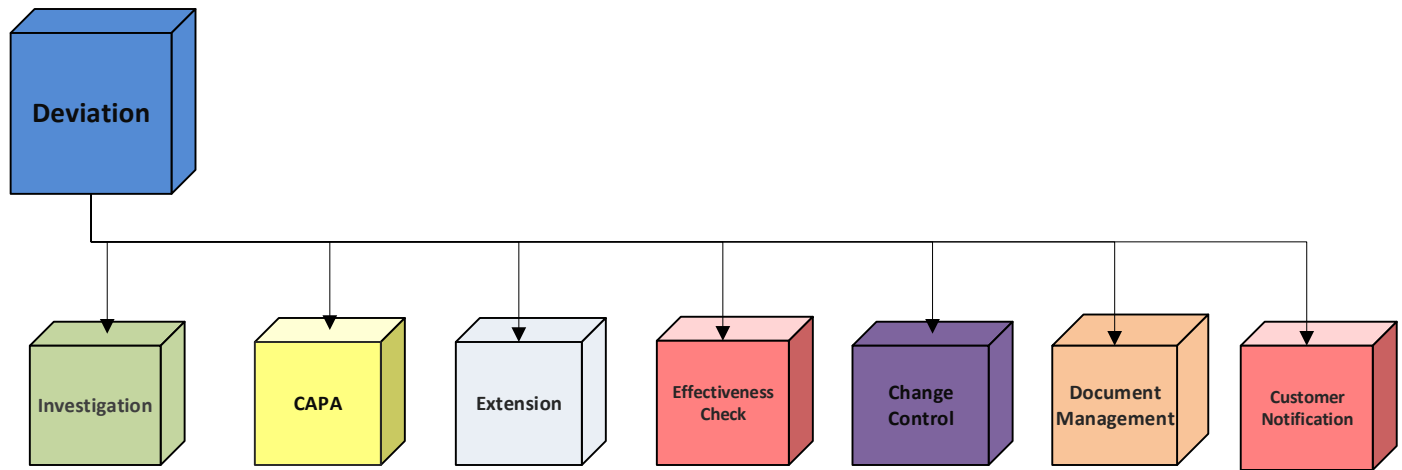 Deviation
Investigation
CAPA
Extension
Effectiveness
Check
Change
Control
Document
Management
Customer
Notification